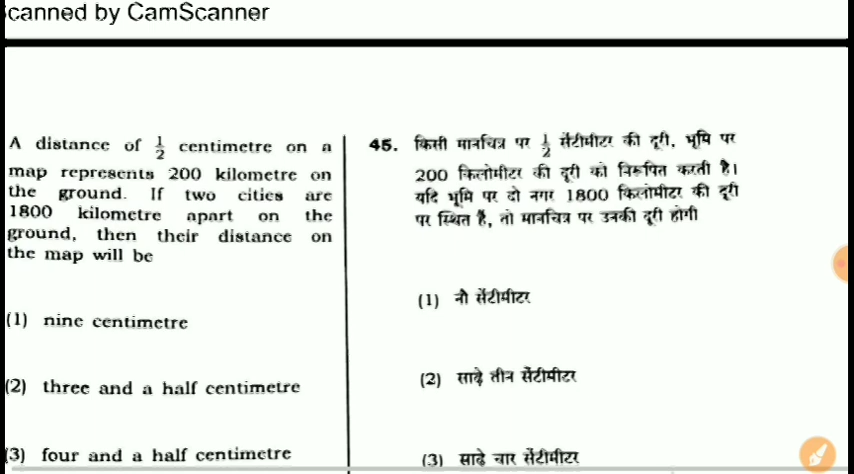 canned by CamScanner
A distance of 1/2 centimetre on a
map represents 200 kilometre on
the ground. If two cities are
1800 kilometre apart on the
ground, then their distance on
the map will be
(1) nine centimetre
(2) three and a half centimetre
(3) four and a half centimetre
45. किसी मानचित्र पर 1/2 सेंटीमीटर की दूरी, भूमि पर
200 किलोमीटर की दूरी को निरूपित करती है।
यदि भूमि पर दो नगर 1800 किलोमीटर की दूरी
पर स्थित हैं, तो मानचित्र पर उनकी दूरी होगी
(1) नौ सेंटीमीटर
(2) साढ़े तीन सेंटीमीटर
(3) साढ़े चार सेंटीमीटर